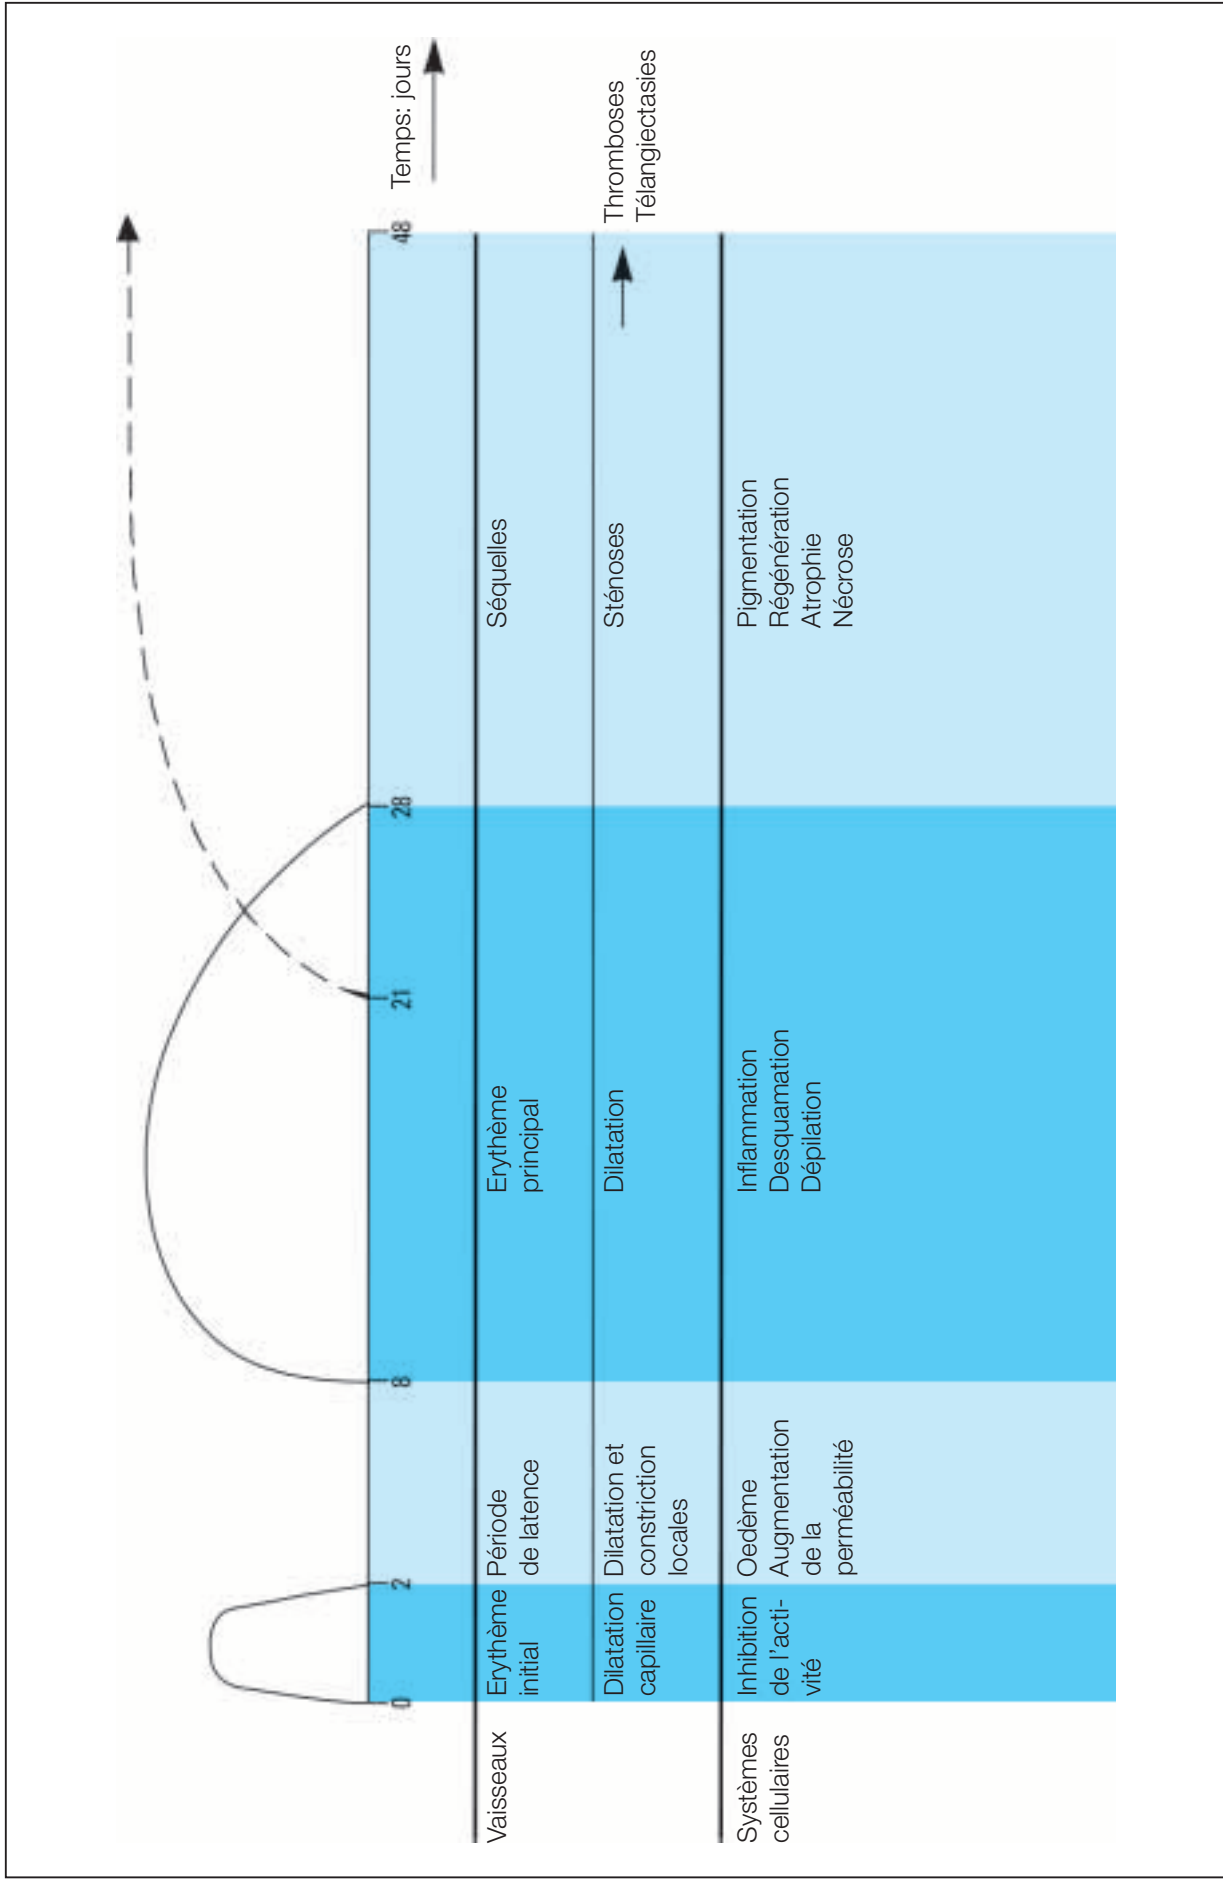 Temps: jours
0
2
8
21
28
48
Vaisseaux
Erythème
initial
Période
de latence
Erythème
principal
Séquelles
Dilatation
capillaire
Dilatation et
constriction
locales
Dilatation
Sténoses
Thromboses
Télangiectasies
Systèmes
cellulaires
Inhibition
de l'acti-
vité
Oedème
Augmentation
de la
perméabilité
Inflammation
Desquamation
Dépilation
Pigmentation
Régénération
Atrophie
Nécrose